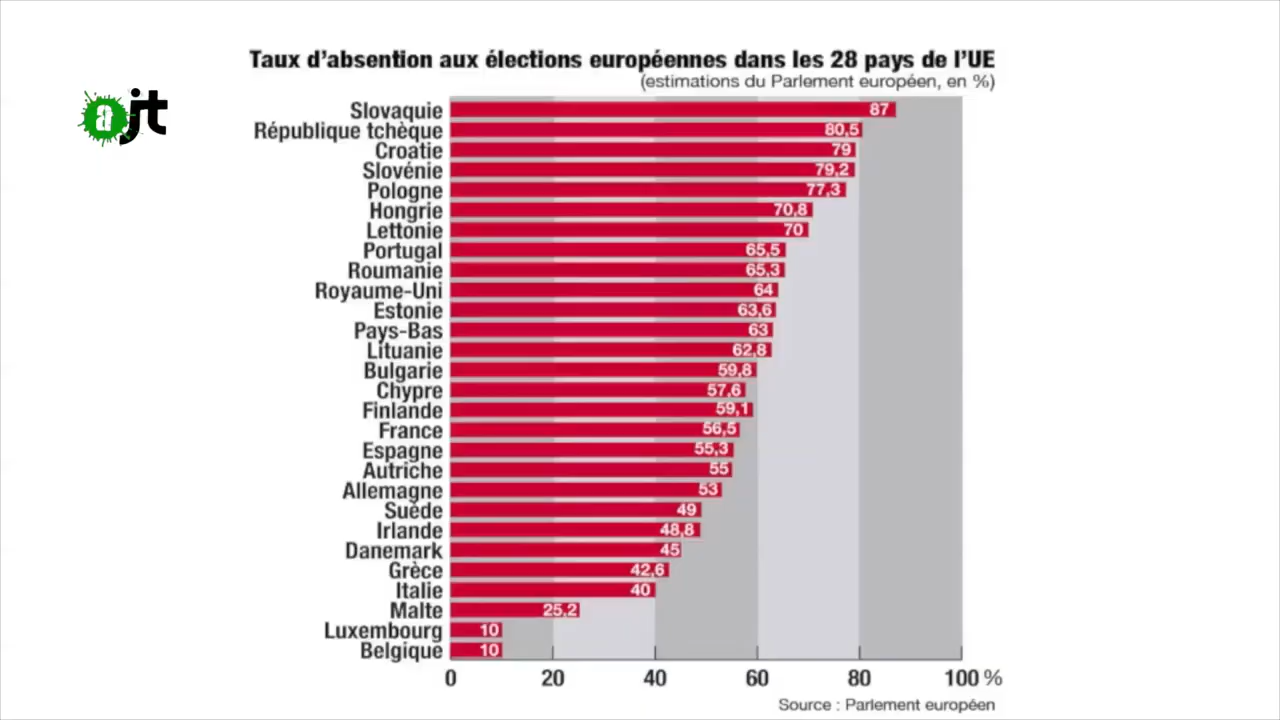 Taux d'absention aux élections européennes dans les 28 pays de l'UE
(estimations du Parlement européen, en %)
ajt
Slovaquie 87
République tchèque 80,5
Croatie 79
Slovénie 79,2
Pologne 77,3
Hongrie 70,8
Lettonie 70
Portugal 65,5
Roumanie 65,3
Royaume-Uni 64
Estonie 63,6
Pays-Bas 63
Lituanie 62,8
Bulgarie 59,8
Chypre 57,6
Finlande 59,1
France 56,5
Espagne 55,3
Autriche 55
Allemagne 53
Suède 49
Irlande 48,8
Danemark 45
Grèce 42,6
Italie 40
Malte 25,2
Luxembourg 10
Belgique 10
0 20 40 60 80 100 %
Source : Parlement européen